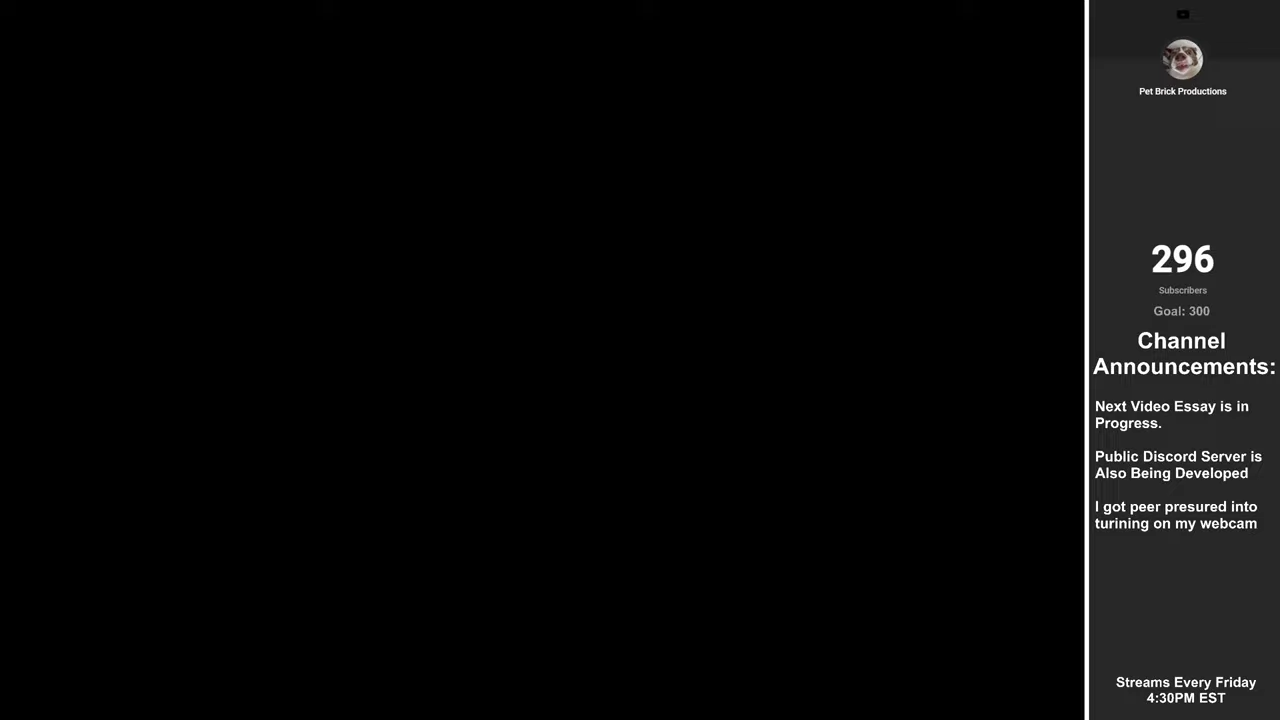 Pet Brick Productions
296
Subscribers
Goal: 300
Channel
Announcements:
Next Video Essay is in
Progress.
Public Discord Server is
Also Being Developed
I got peer presured into
turining on my webcam
Streams Every Friday
4:30PM EST